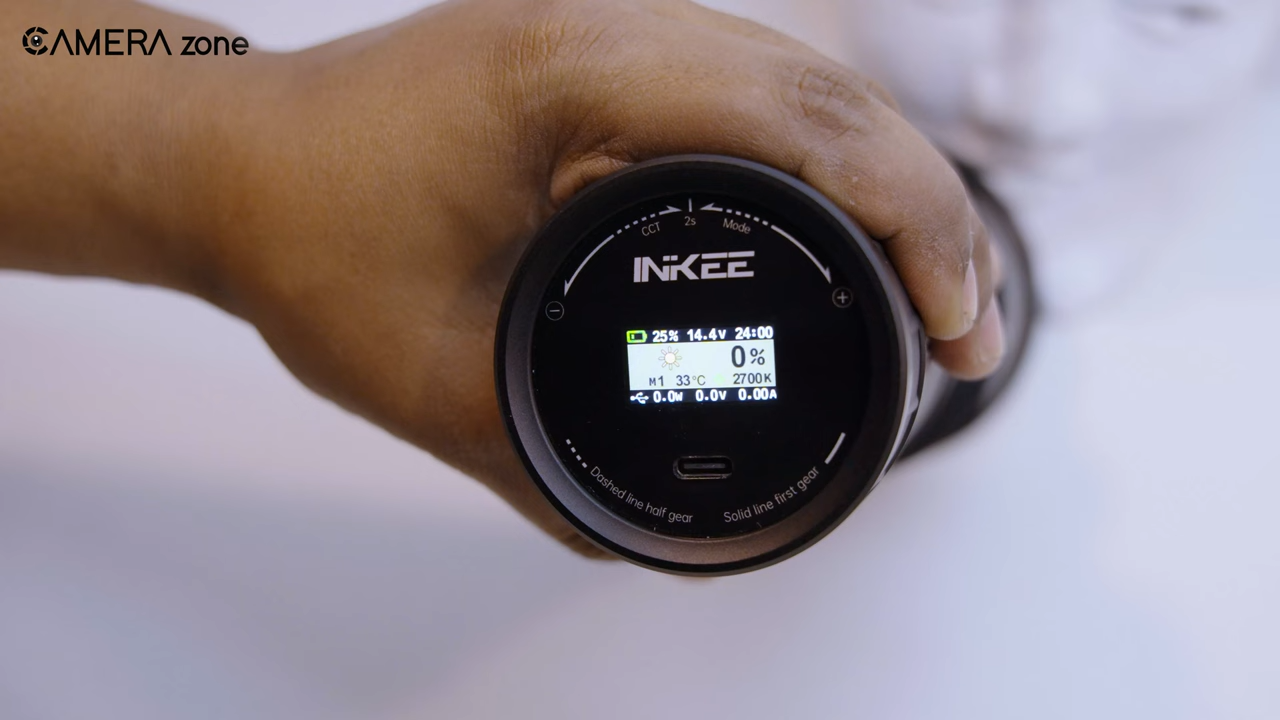 CAMERA zone
CCT 2s Mode
INKEE
25% 14.4V 24:00
0%
M1 33°C 2700K
0.0W 0.0V 0.00A
Dashed line half gear
Solid line first gear